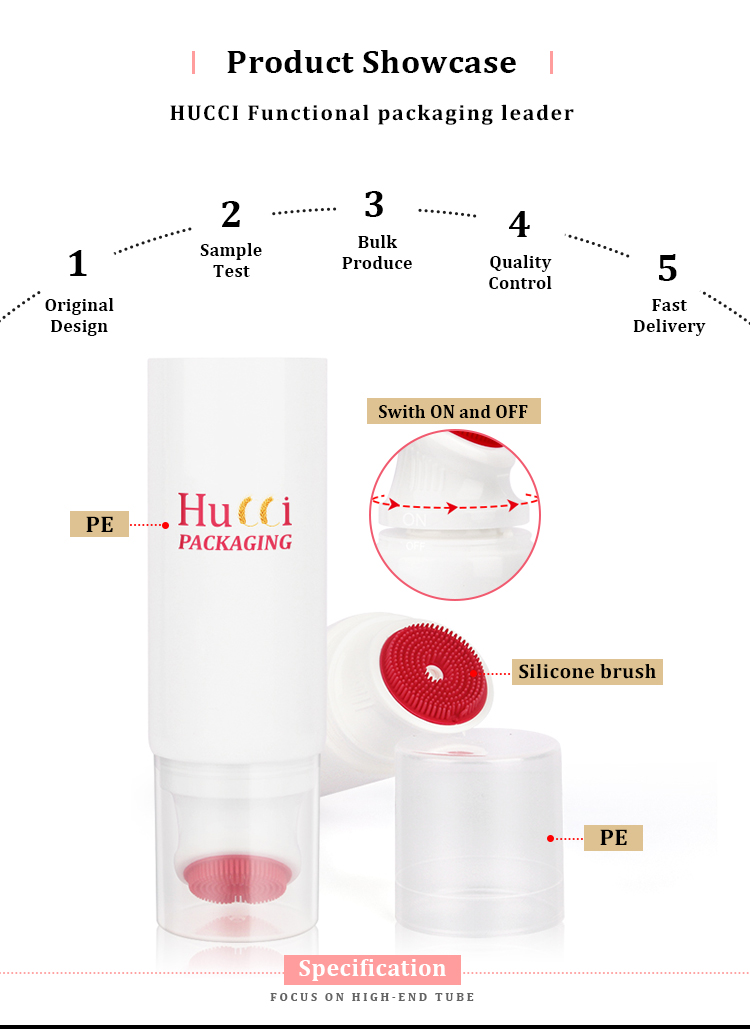 Product Showcase
HUCCI Functional packaging leader
1
Original
Design
2
Sample
Test
3
Bulk
Produce
4
Quality
Control
5
Fast
Delivery
Swith ON and OFF
ON
OFF
PE
Hucci
PACKAGING
Silicone brush
PE
Specification
FOCUS ON HIGH-END TUBE